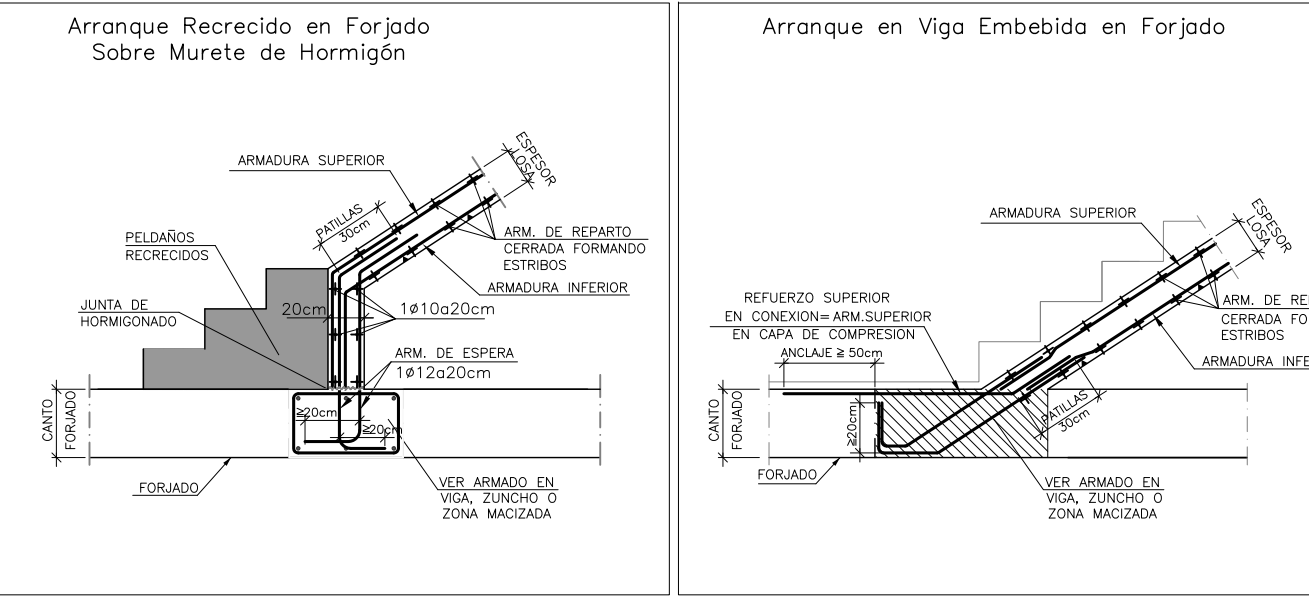 Arranque Recrecido en Forjado
Sobre Murete de Hormigón
ESPESOR
LOSA
ARMADURA SUPERIOR
PATILLAS
30cm
PELDAÑOS
RECRECIDOS
ARM. DE REPARTO
CERRADA FORMANDO
ESTRIBOS
ARMADURA INFERIOR
JUNTA DE
HORMIGONADO
20cm
1ø10a20cm
ARM. DE ESPERA
1ø12a20cm
CANTO
FORJADO
≥20cm
≥20cm
FORJADO
VER ARMADO EN
VIGA, ZUNCHO O
ZONA MACIZADA
Arranque en Viga Embebida en Forjado
ESPESOR
LOSA
ARMADURA SUPERIOR
REFUERZO SUPERIOR
EN CONEXION=ARM.SUPERIOR
EN CAPA DE COMPRESION
ANCLAJE ≥ 50cm
ARM. DE RE
CERRADA FO
ESTRIBOS
ARMADURA INFE
CANTO
FORJADO
≥20cm
PATILLAS
30cm
FORJADO
VER ARMADO EN
VIGA, ZUNCHO O
ZONA MACIZADA